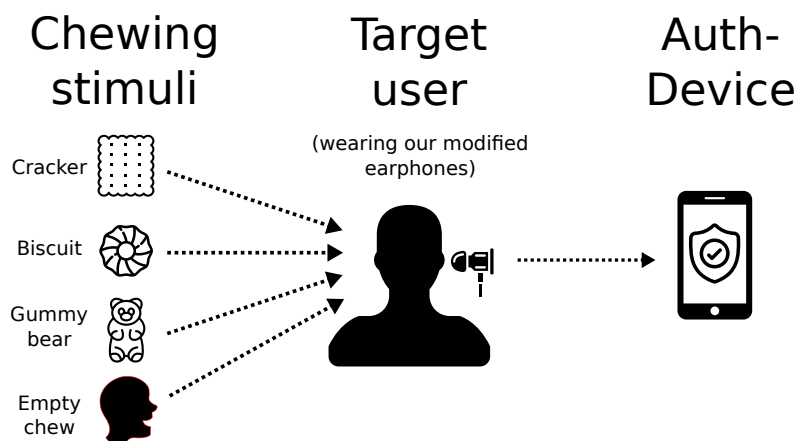 Chewing
stimuli
Target
user
Auth-
Device
(wearing our modified
earphones)
Cracker
Biscuit
Gummy
bear
Empty
chew